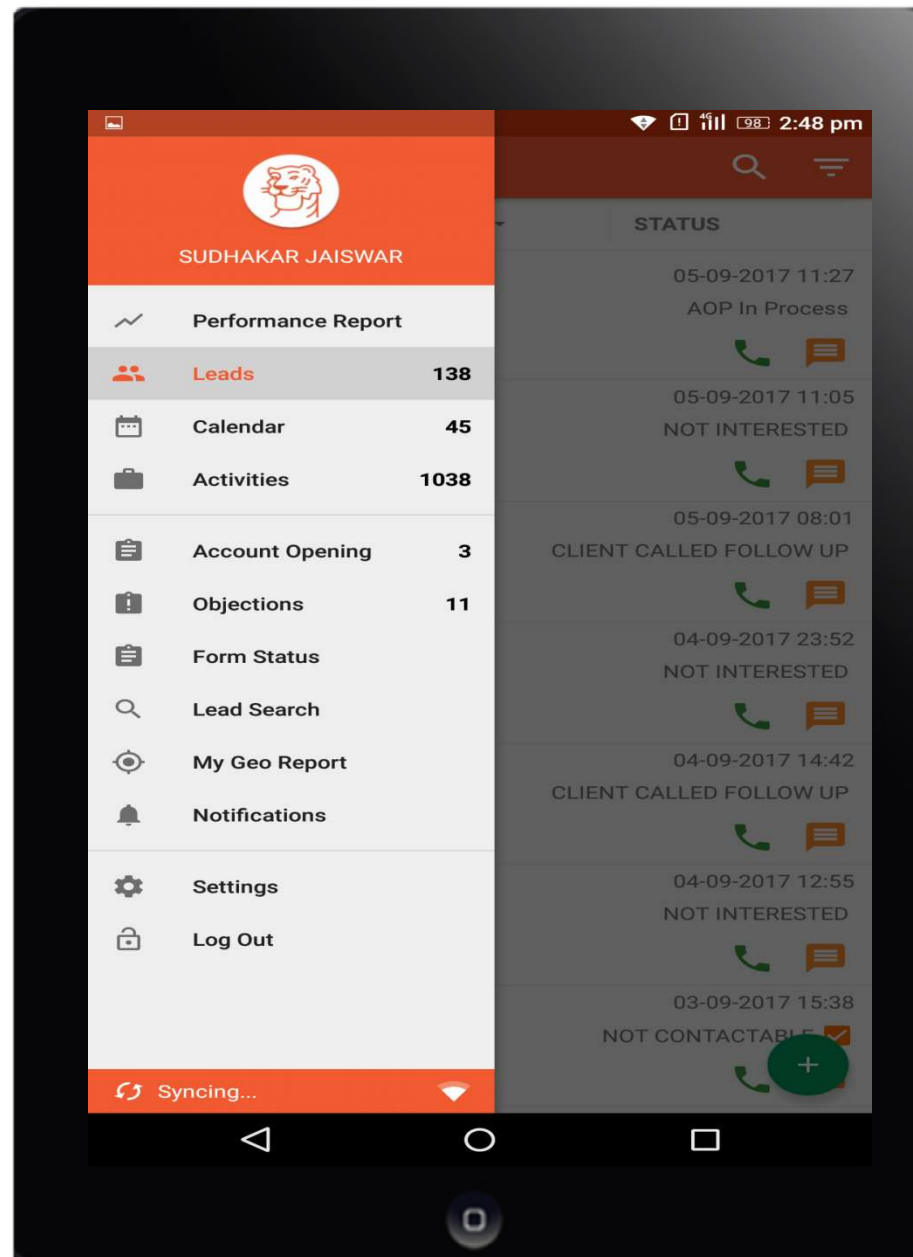 4G 98 2:48 pm
SUDHAKAR JAISWAR
Performance Report
Leads 138
Calendar 45
Activities 1038
Account Opening 3
Objections 11
Form Status
Lead Search
My Geo Report
Notifications
Settings
Log Out
Syncing...
STATUS
05-09-2017 11:27
AOP In Process
05-09-2017 11:05
NOT INTERESTED
05-09-2017 08:01
CLIENT CALLED FOLLOW UP
04-09-2017 23:52
NOT INTERESTED
04-09-2017 14:42
CLIENT CALLED FOLLOW UP
04-09-2017 12:55
NOT INTERESTED
03-09-2017 15:38
NOT CONTACTABLE